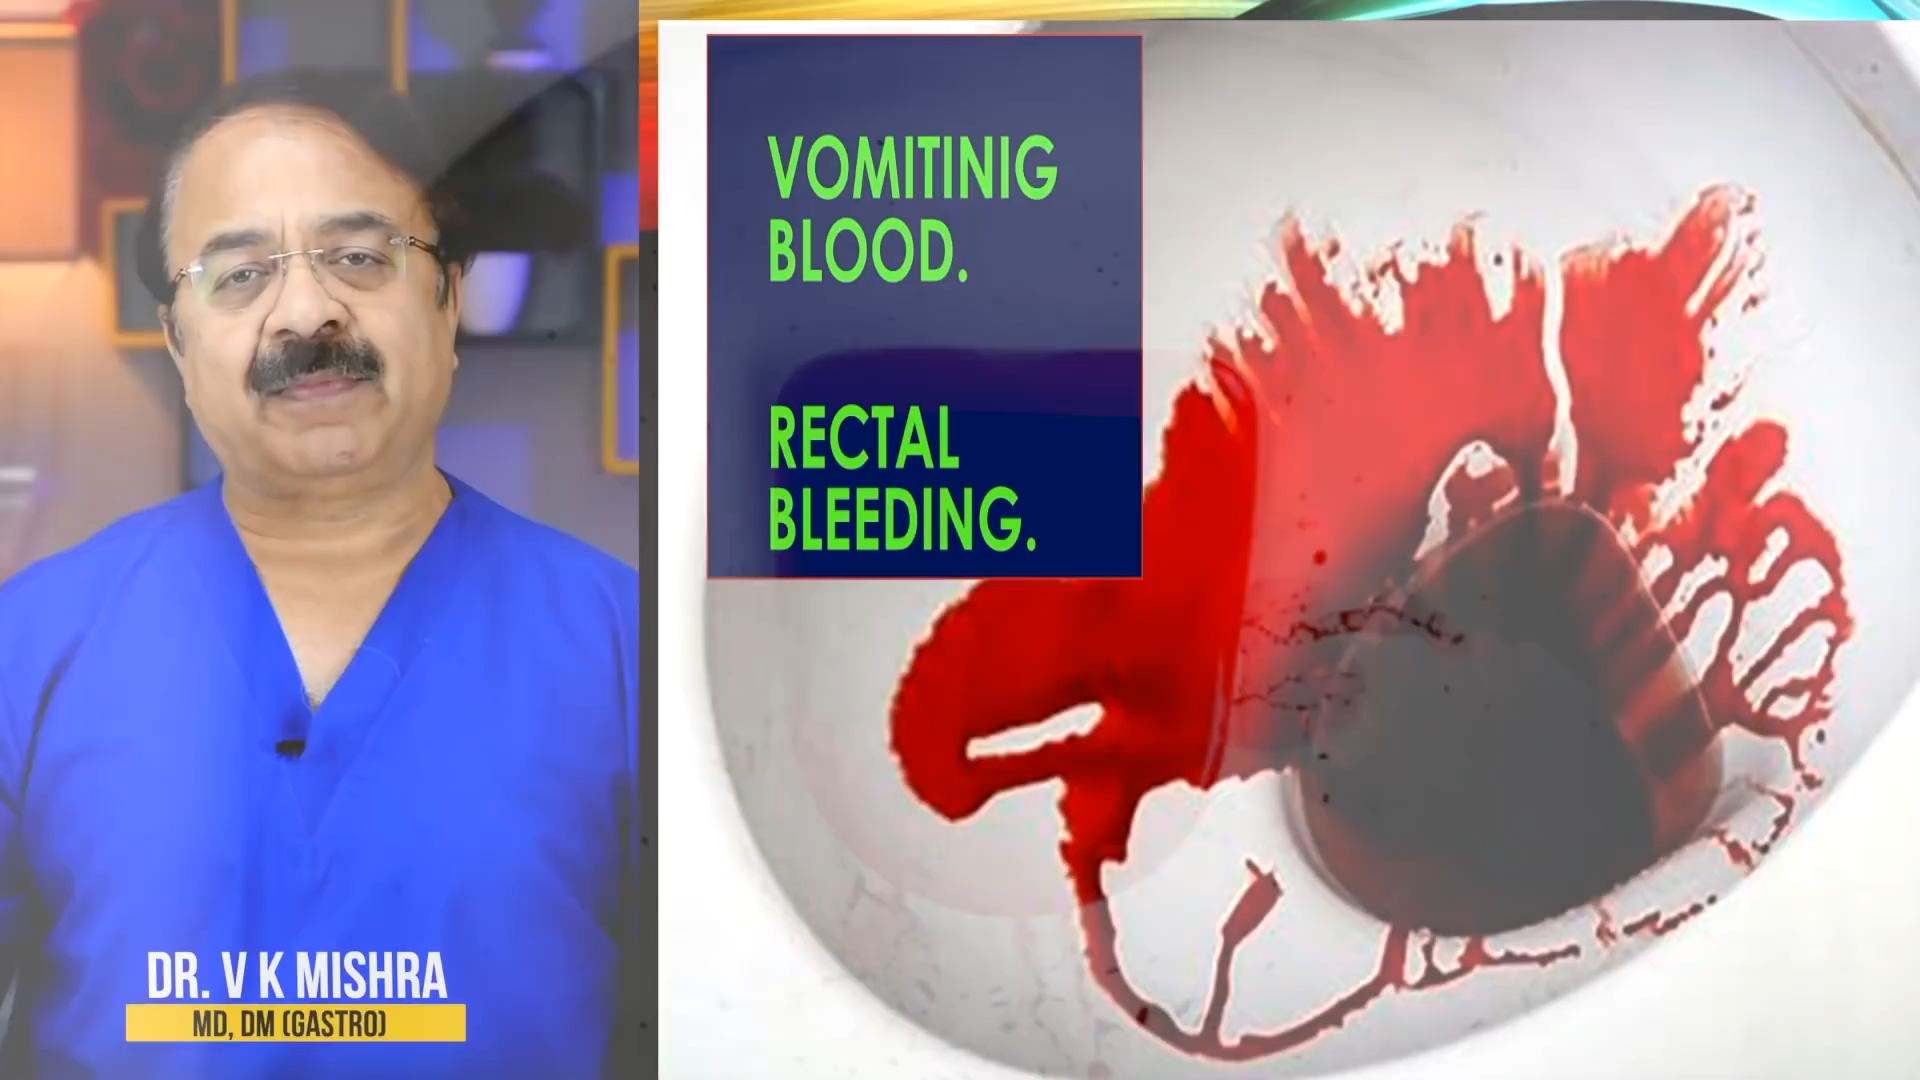 VOMITINIG
BLOOD.
RECTAL
BLEEDING.
DR. V K MISHRA
MD, DM (GASTRO)